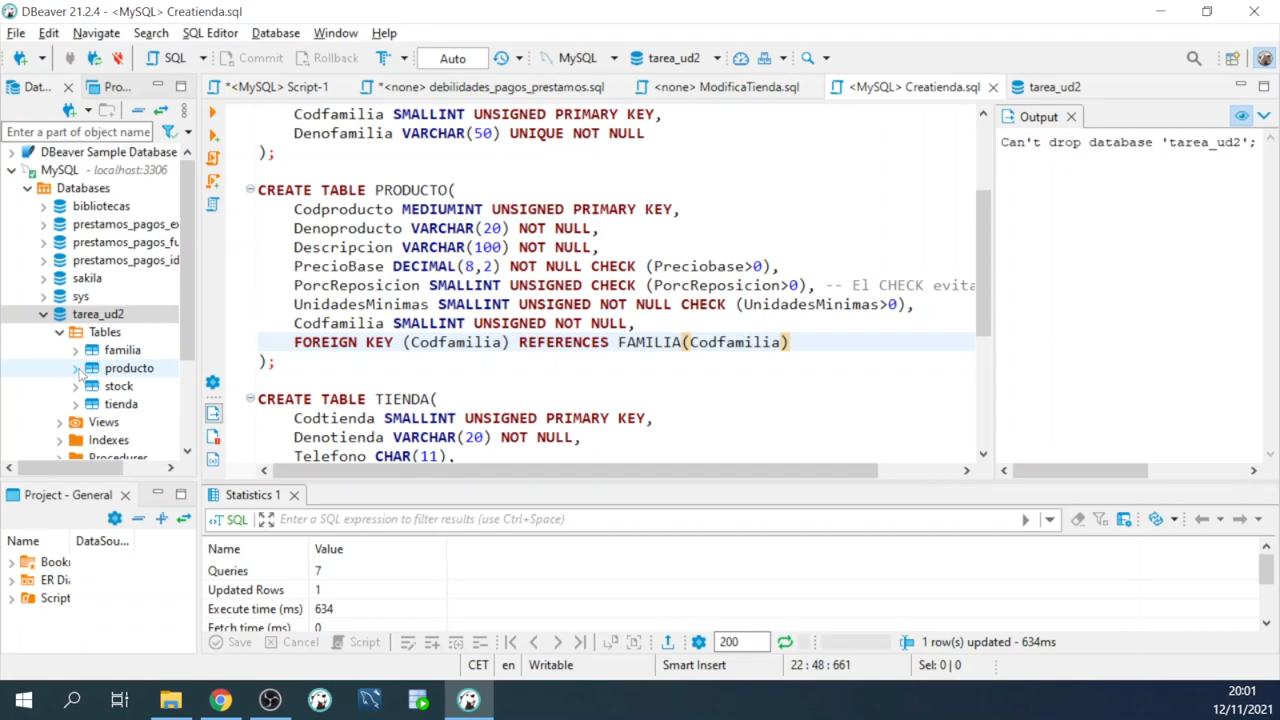 DBeaver 21.2.4 - <MySQL> Creatienda.sql
File Edit Navigate Search SQL Editor Database Window Help
SQL Commit Rollback Auto MySQL tarea_ud2
Dat... Pro...
*<MySQL> Script-1 *<none> debilidades_pagos_prestamos.sql <none> ModificaTienda.sql <MySQL> Creatienda.sql tarea_ud2
Enter a part of object name
DBeaver Sample Database
MySQL - localhost:3306
Databases
bibliotecas
prestamos_pagos_ex
prestamos_pagos_fu
prestamos_pagos_id
sakila
sys
tarea_ud2
Tables
familia
producto
stock
tienda
Views
Indexes
Procedures
Codfamilia SMALLINT UNSIGNED PRIMARY KEY,
Denofamilia VARCHAR(50) UNIQUE NOT NULL
);
CREATE TABLE PRODUCTO(
Codproducto MEDIUMINT UNSIGNED PRIMARY KEY,
Denoproducto VARCHAR(20) NOT NULL,
Descripcion VARCHAR(100) NOT NULL,
PrecioBase DECIMAL(8,2) NOT NULL CHECK (Preciobase>0),
PorcReposicion SMALLINT UNSIGNED CHECK (PorcReposicion>0), -- El CHECK evita
UnidadesMinimas SMALLINT UNSIGNED NOT NULL CHECK (UnidadesMinimas>0),
Codfamilia SMALLINT UNSIGNED NOT NULL,
FOREIGN KEY (Codfamilia) REFERENCES FAMILIA(Codfamilia)
);
CREATE TABLE TIENDA(
Codtienda SMALLINT UNSIGNED PRIMARY KEY,
Denotienda VARCHAR(20) NOT NULL,
Telefono CHAR(11),
Output
Can't drop database 'tarea_ud2';
Project - General
Name DataSou...
Bookr
ER Dia
Script
Statistics 1
SQL Enter a SQL expression to filter results (use Ctrl+Space)
Name Value
Queries 7
Updated Rows 1
Execute time (ms) 634
Fetch time (ms) 0
Save Cancel Script 200 1 row(s) updated - 634ms
CET en Writable Smart Insert 22 : 48 : 661 Sel: 0 | 0
20:01
12/11/2021